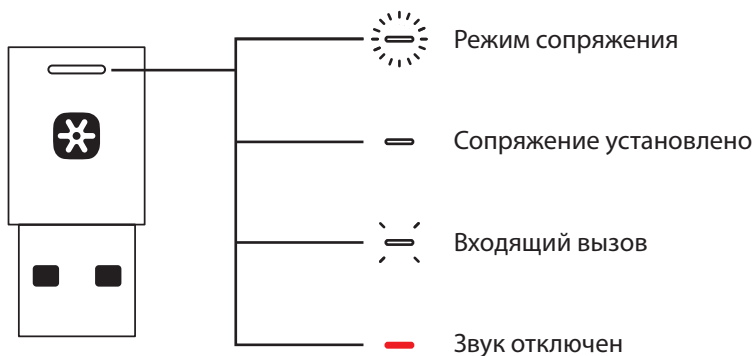 Режим сопряжения
Сопряжение установлено
Входящий вызов
Звук отключен